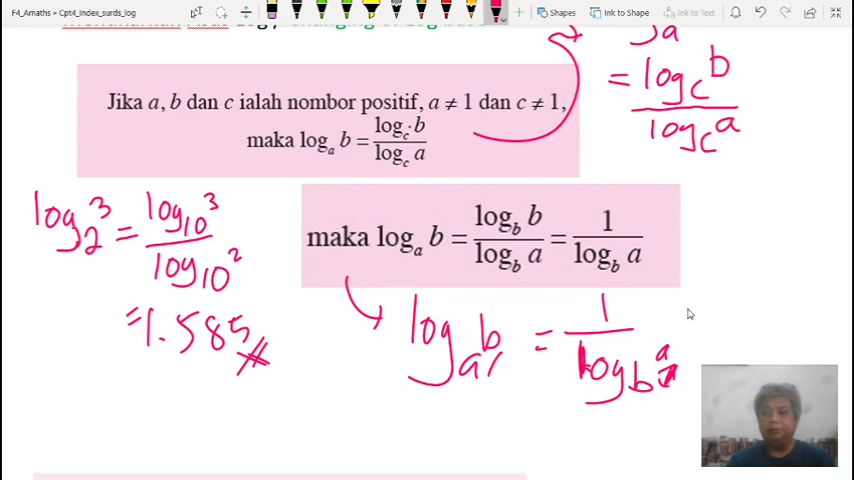 F4_Amaths » Cpt4_Index_surds_log
Shapes
Ink to Shape
Ink to Text
a
= log_c b / log_c a
Jika a, b dan c ialah nombor positif, a ≠ 1 dan c ≠ 1,
maka log_a b = log_c b / log_c a
log_2 3 = log_10 3 / log_10 2
= 1.585
maka log_a b = log_b b / log_b a = 1 / log_b a
log_a b = 1 / log_b a